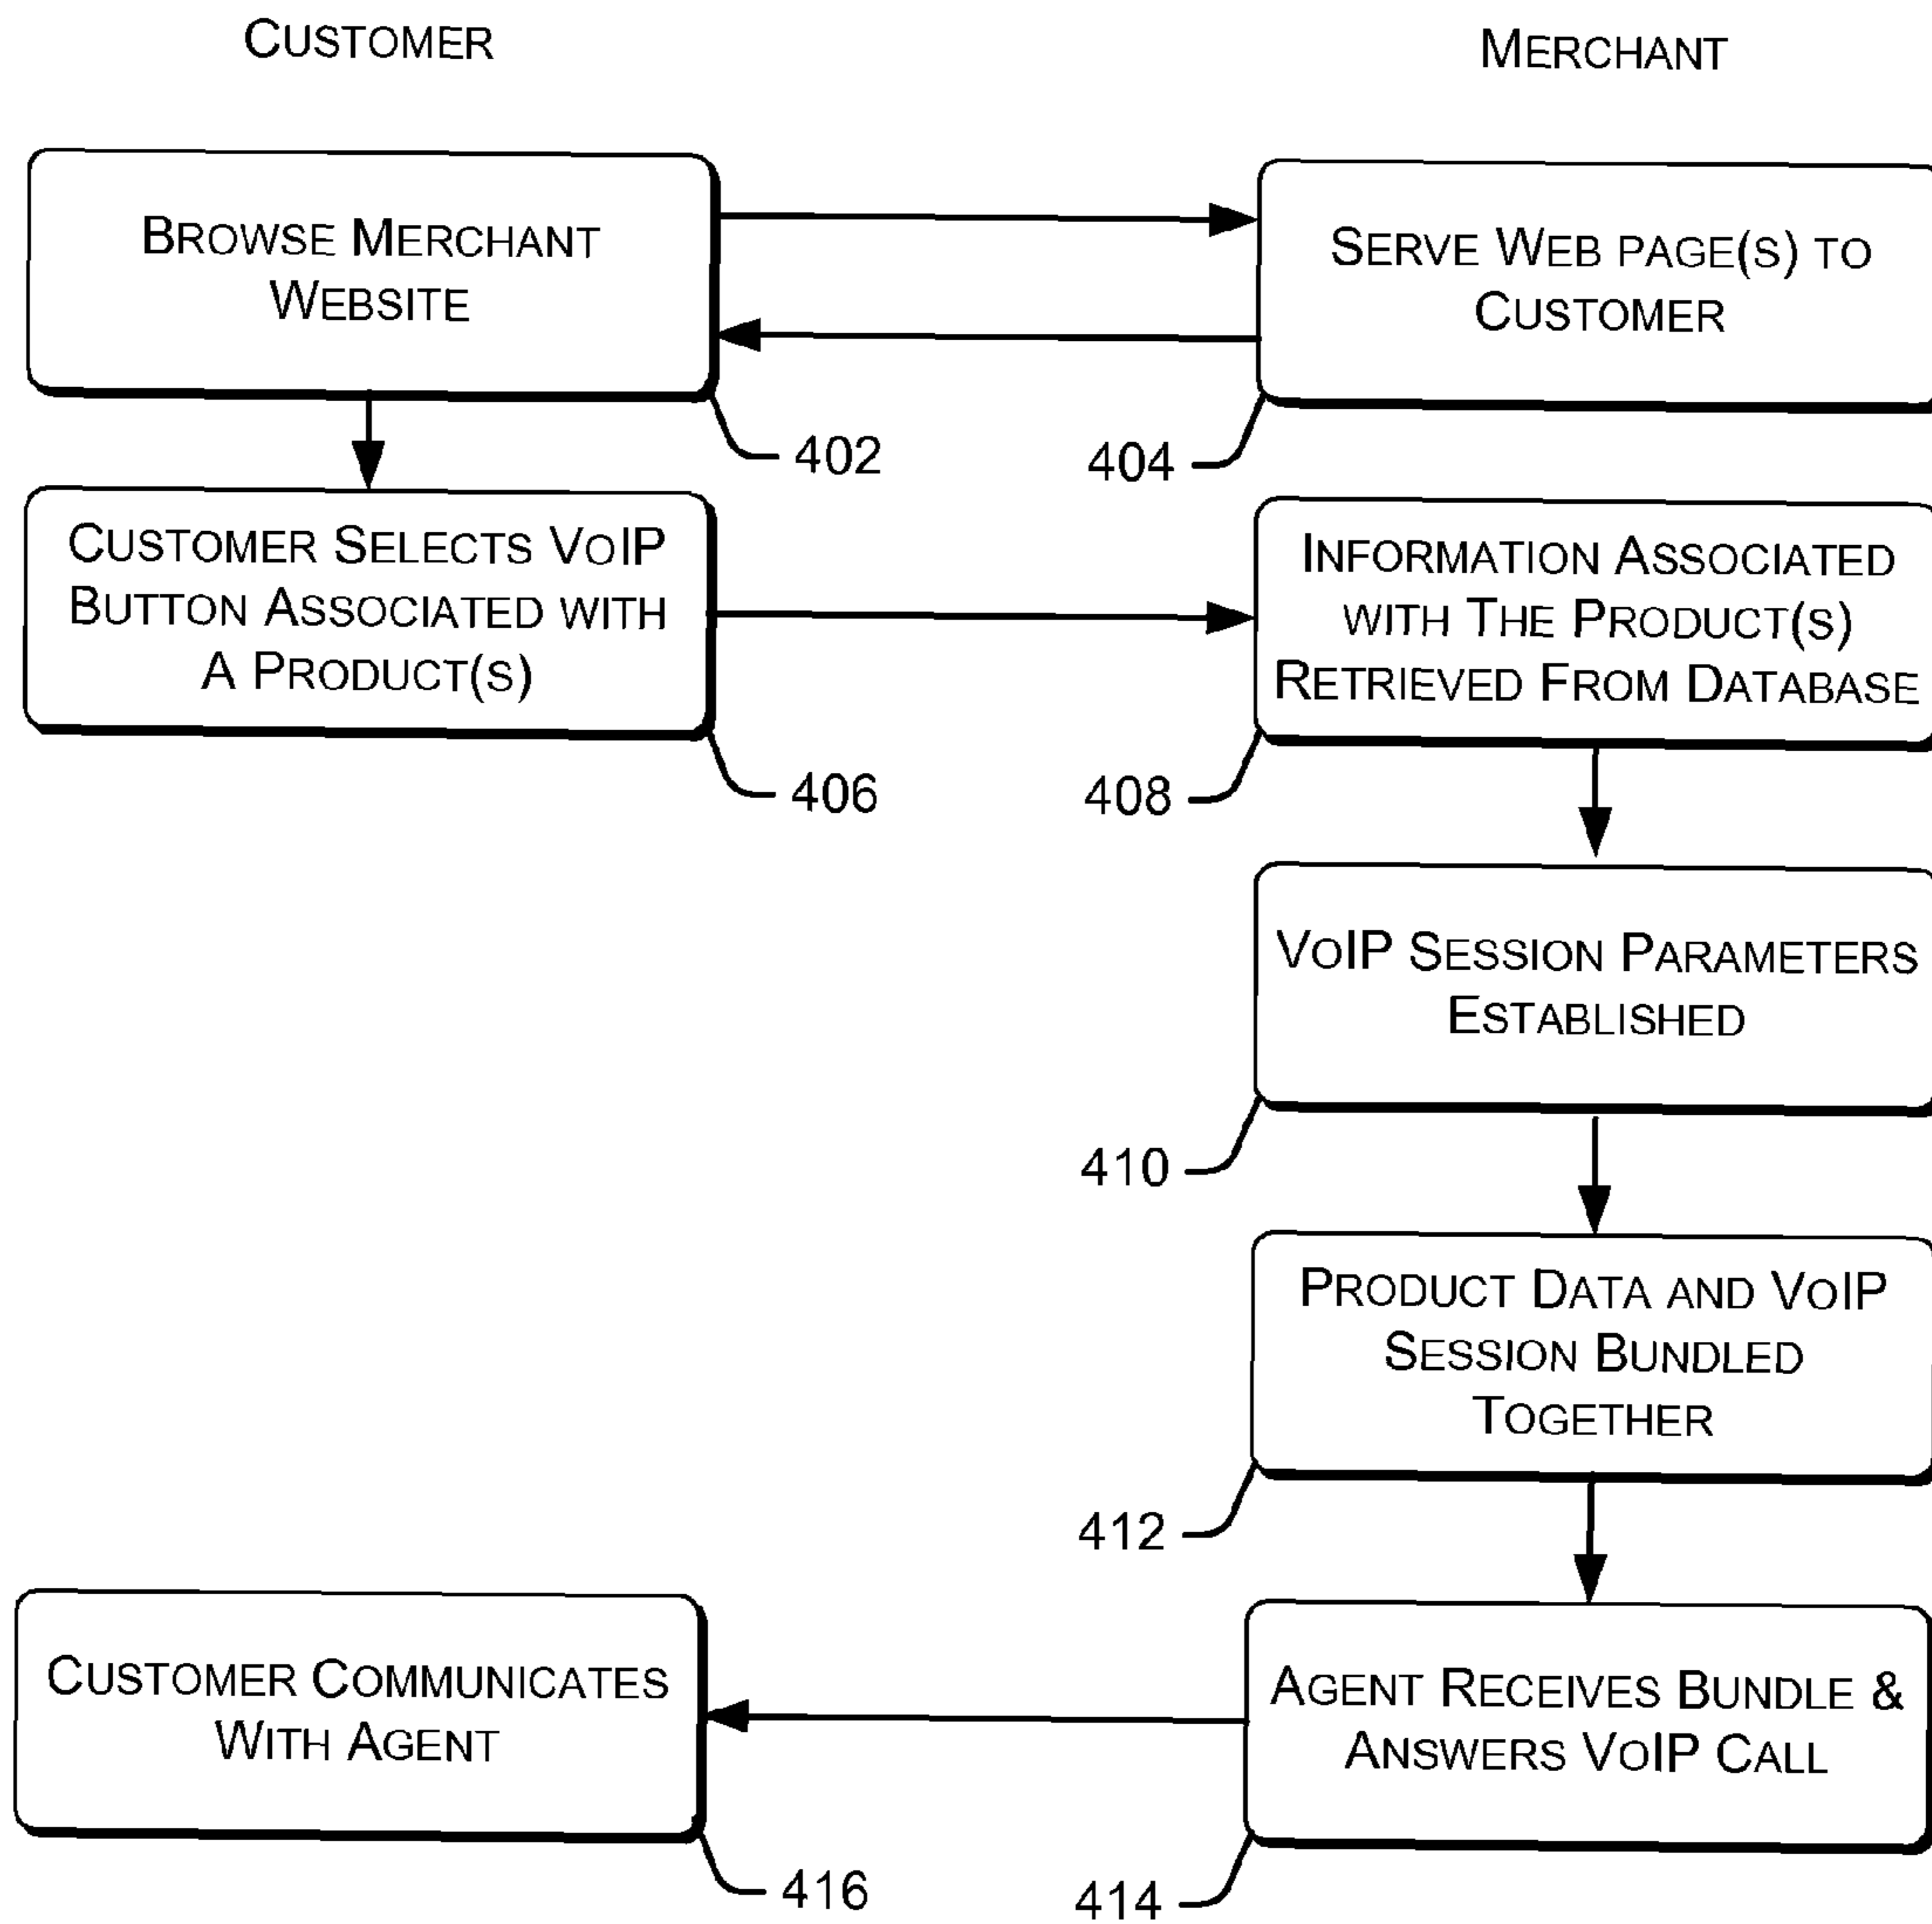 CUSTOMER
MERCHANT
BROWSE MERCHANT
WEBSITE
SERVE WEB PAGE(S) TO
CUSTOMER
402
404
CUSTOMER SELECTS VOIP
BUTTON ASSOCIATED WITH
A PRODUCT(S)
INFORMATION ASSOCIATED
WITH THE PRODUCT(S)
RETRIEVED FROM DATABASE
406
408
VOIP SESSION PARAMETERS
ESTABLISHED
410
PRODUCT DATA AND VOIP
SESSION BUNDLED
TOGETHER
412
CUSTOMER COMMUNICATES
WITH AGENT
AGENT RECEIVES BUNDLE &
ANSWERS VOIP CALL
416
414